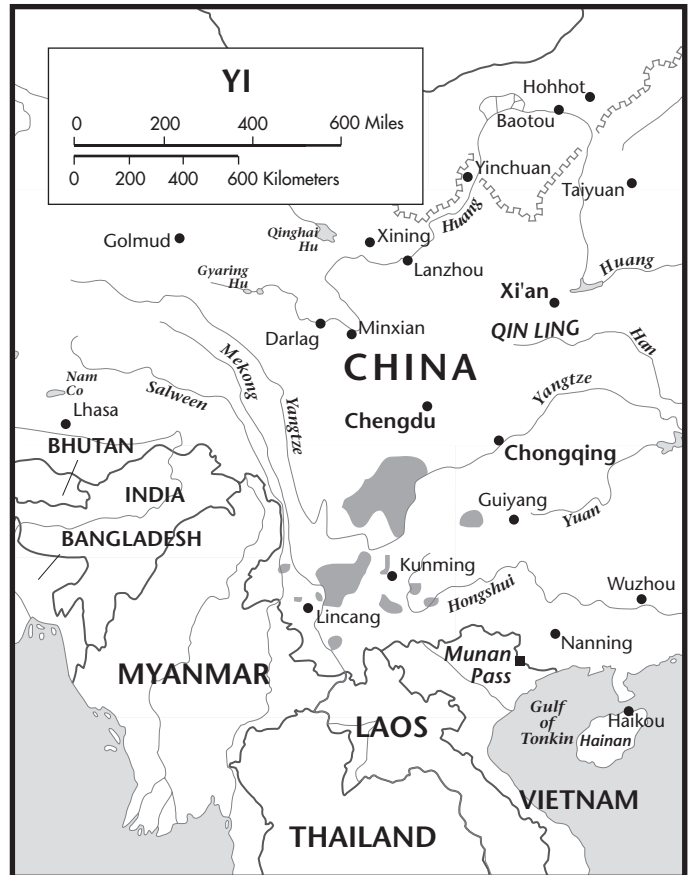 YI
0 200 400 600 Miles
0 200 400 600 Kilometers
Hohhot
Baotou
Yinchuan
Taiyuan
Huang
Golmud
Qinghai
Hu
Xining
Lanzhou
Huang
Gyaring
Hu
Xi'an
QIN LING
Darlag
Minxian
Han
CHINA
Mekong
Nam
Co
Salween
Yangtze
Yangtze
Lhasa
Chengdu
BHUTAN
Chongqing
INDIA
Guiyang
Yuan
BANGLADESH
Kunming
Hongshui
Wuzhou
Lincang
Nanning
Munan
Pass
MYANMAR
Gulf
of
Tonkin
Haikou
Hainan
LAOS
VIETNAM
THAILAND